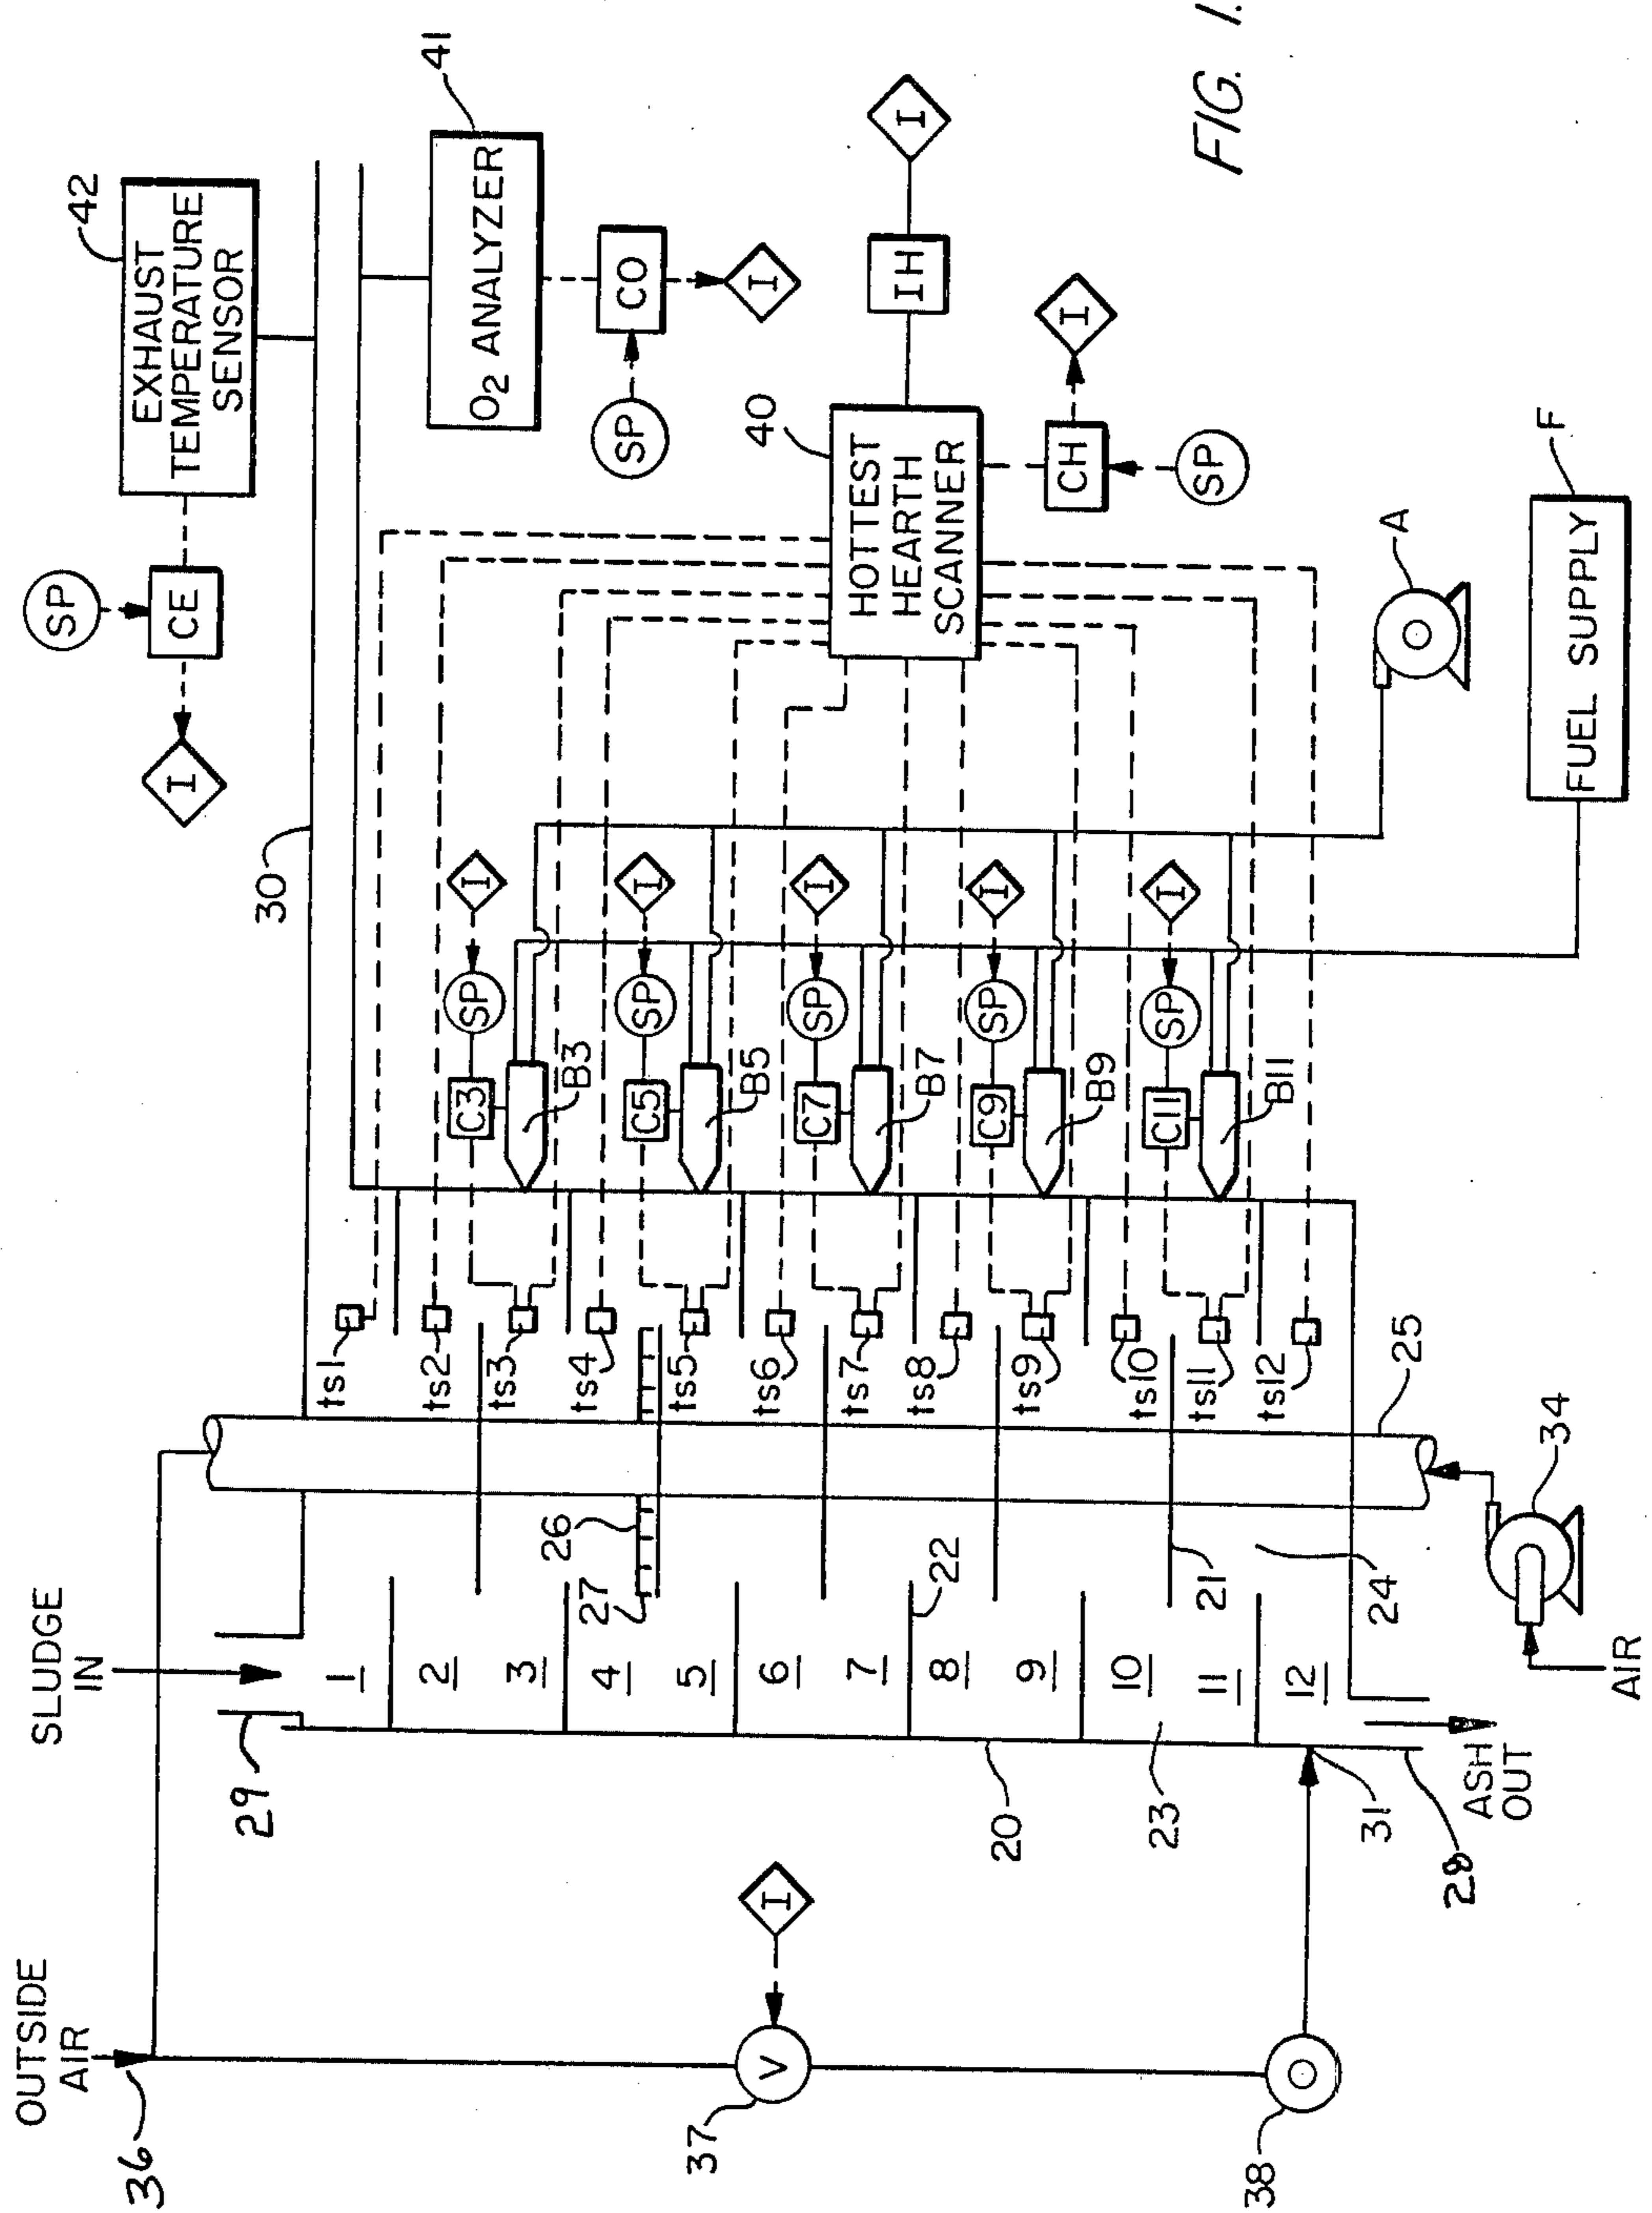 OUTSIDE
AIR
36
SLUDGE
IN
29
SP
CE
I
EXHAUST
TEMPERATURE
SENSOR
42
30
O2 ANALYZER
41
SP
CO
I
1
2
3
4
5
6
7
8
9
10
11
12
ts1
ts2
ts3
ts4
ts5
ts6
ts7
ts8
ts9
ts10
ts11
ts12
27
26
22
21
24
23
20
25
C3
SP
I
B3
C5
SP
I
B5
C7
SP
I
B7
C9
SP
I
B9
C11
SP
I
B11
HOTTEST
HEARTH
SCANNER
40
IH
I
CH
I
SP
I
V
37
38
31
28
ASH
OUT
AIR
34
A
FUEL SUPPLY
F
FIG. 1.